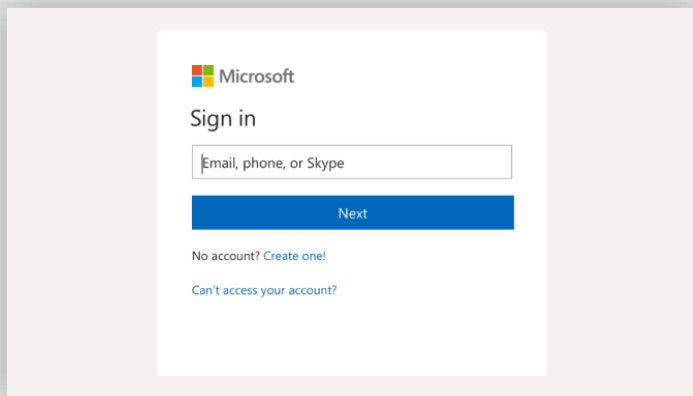 Microsoft
Sign in
Email, phone, or Skype
Next
No account? Create one!
Can't access your account?